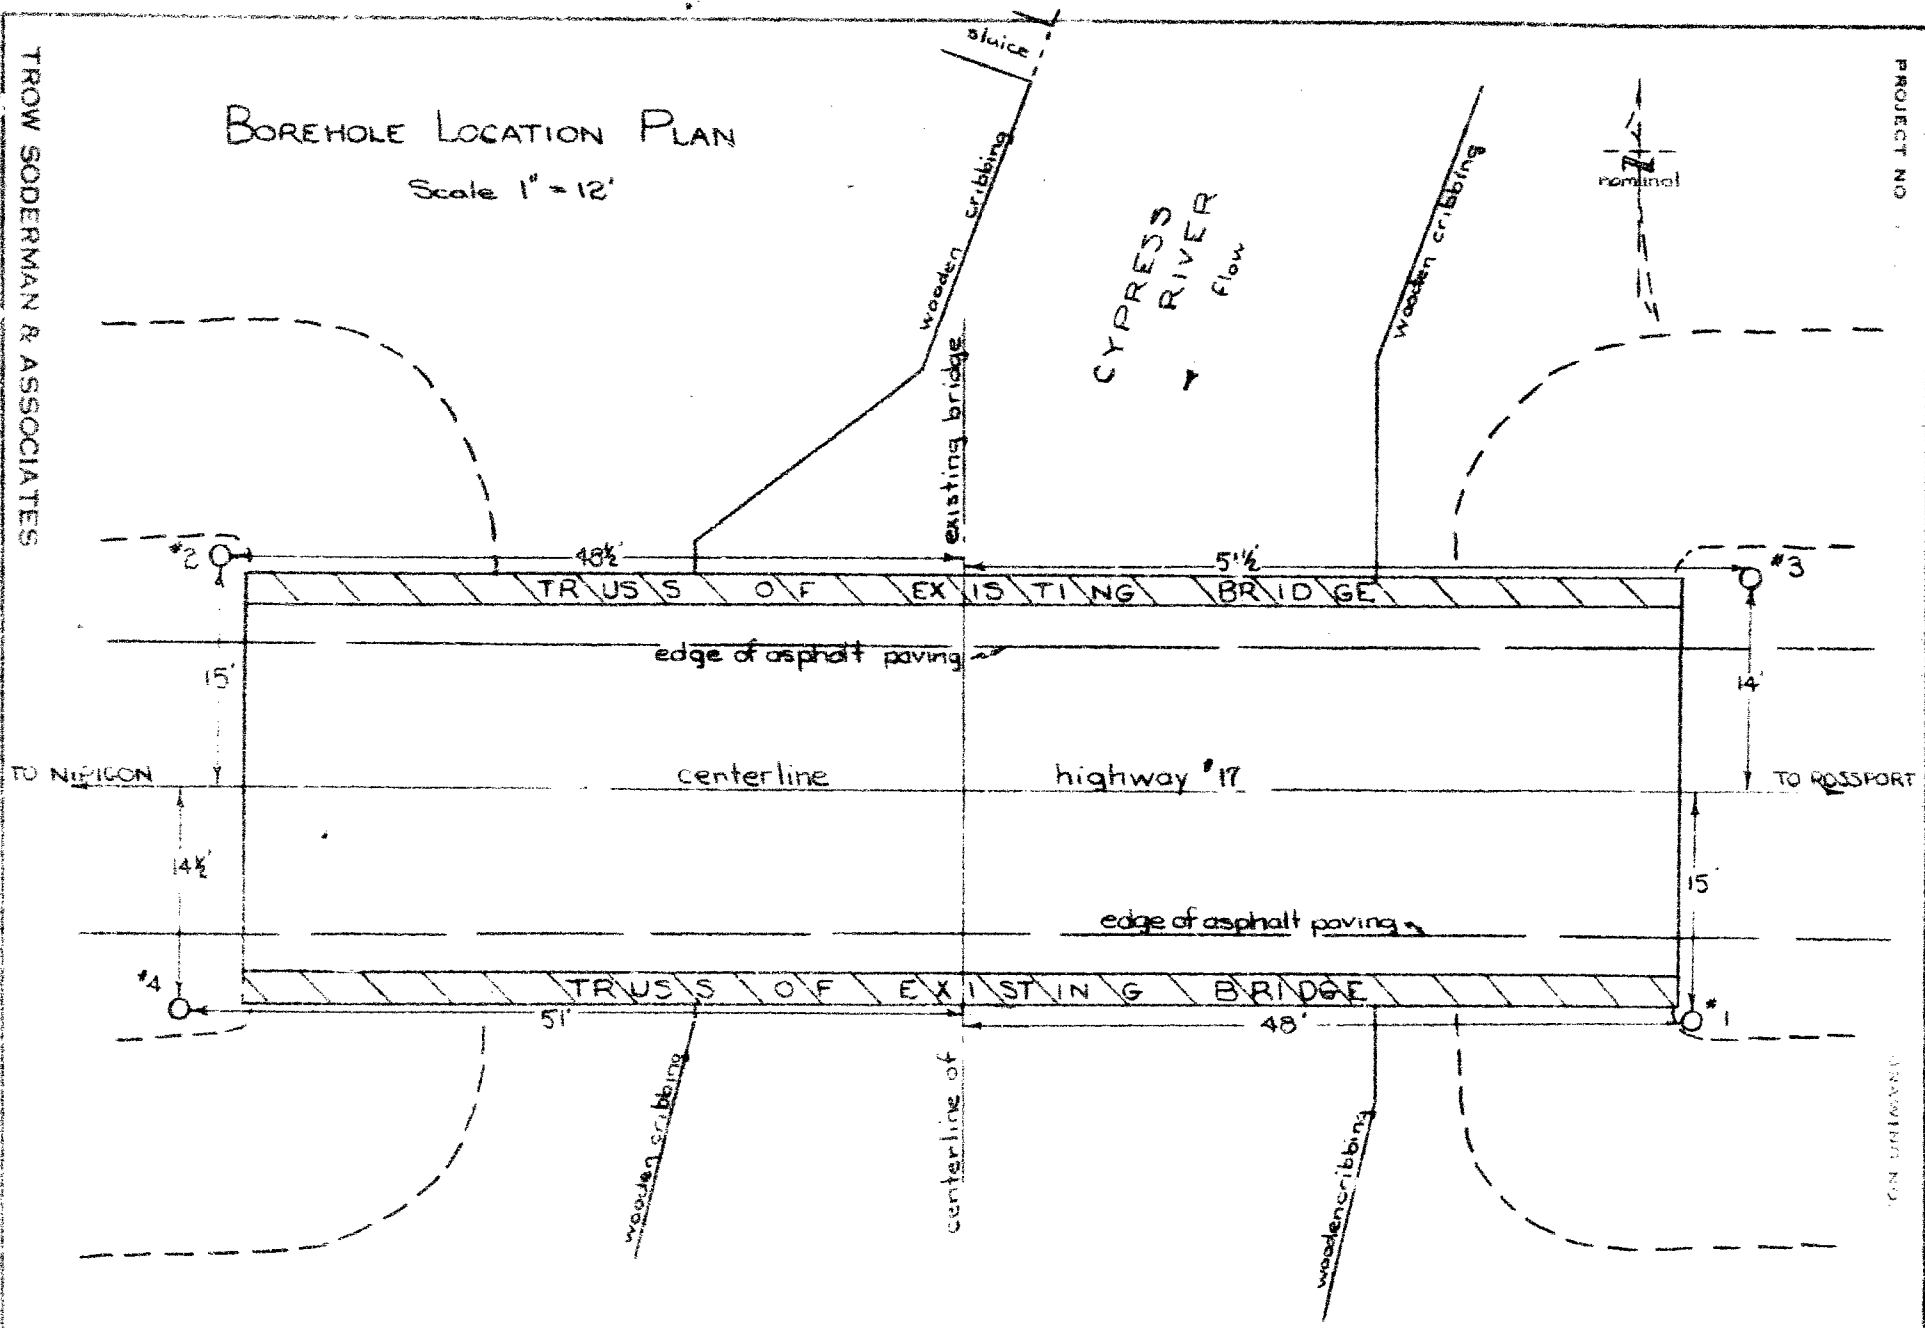 TROW SODERMAN & ASSOCIATES
PROJECT NO
BOREHOLE LOCATION PLAN
Scale 1" = 12'
sluice
wooden cribbing
CYPRESS
RIVER
flow
wooden cribbing
nominal
existing bridge
#2
48½'
51½'
#3
TRUSS OF EXISTING BRIDGE
edge of asphalt paving
15'
14'
TO NIPIGON
centerline highway #17
TO ROSSPORT
14½'
15'
edge of asphalt paving
#4
TRUSS OF EXISTING BRIDGE
51'
48'
#1
wooden cribbing
centerline of
wooden cribbing
DRAWING NO.